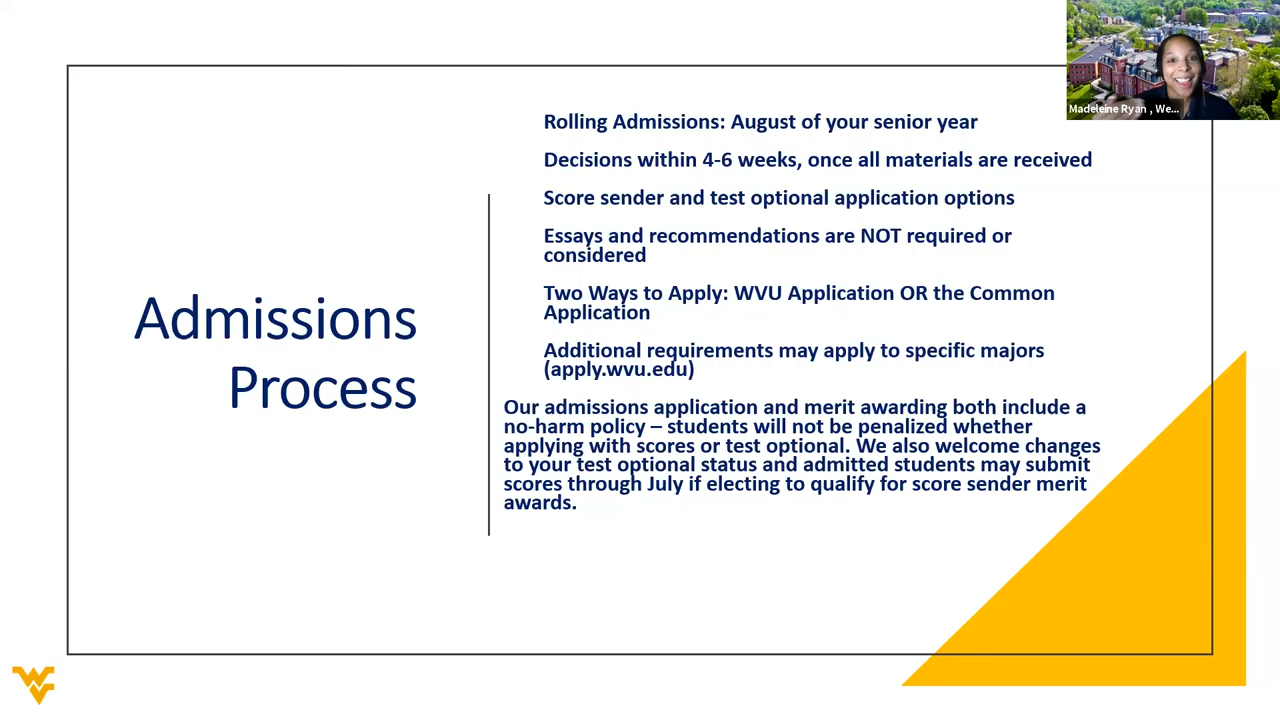 Madeleine Ryan , We...
Rolling Admissions: August of your senior year
Decisions within 4-6 weeks, once all materials are received
Score sender and test optional application options
Essays and recommendations are NOT required or
considered
Two Ways to Apply: WVU Application OR the Common
Application
Additional requirements may apply to specific majors
(apply.wvu.edu)
Our admissions application and merit awarding both include a
no-harm policy – students will not be penalized whether
applying with scores or test optional. We also welcome changes
to your test optional status and admitted students may submit
scores through July if electing to qualify for score sender merit
awards.
Admissions
Process
WV